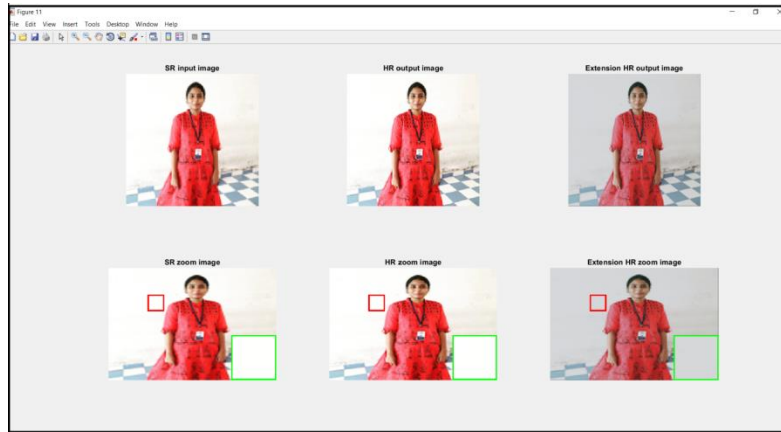 Figure 11
File Edit View Insert Tools Desktop Window Help
SR input image
HR output image
Extension HR output image
SR zoom image
HR zoom image
Extension HR zoom image